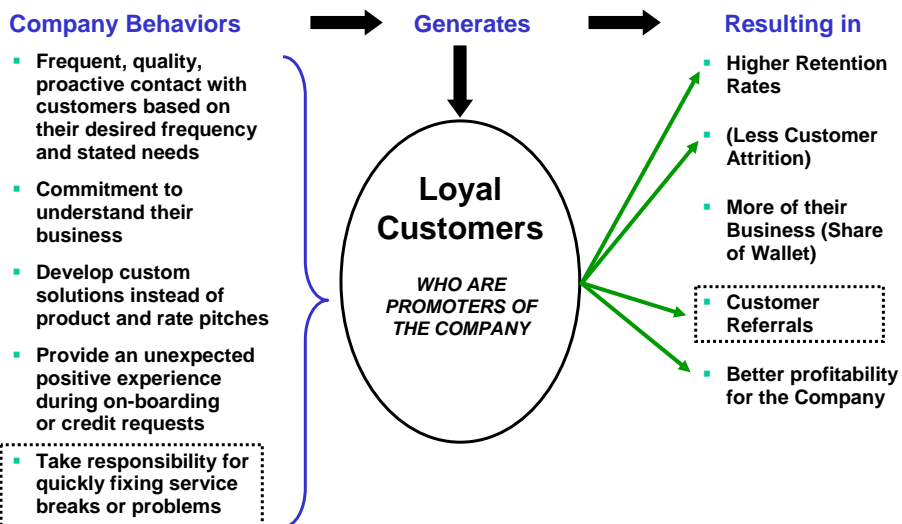 Company Behaviors
Generates
Resulting in
Frequent, quality,
proactive contact with
customers based on
their desired frequency
and stated needs
Commitment to
understand their
business
Develop custom
solutions instead of
product and rate pitches
Provide an unexpected
positive experience
during on-boarding
or credit requests
Take responsibility for
quickly fixing service
breaks or problems
Loyal
Customers
WHO ARE
PROMOTERS OF
THE COMPANY
Higher Retention
Rates
(Less Customer
Attrition)
More of their
Business (Share
of Wallet)
Customer
Referrals
Better profitability
for the Company